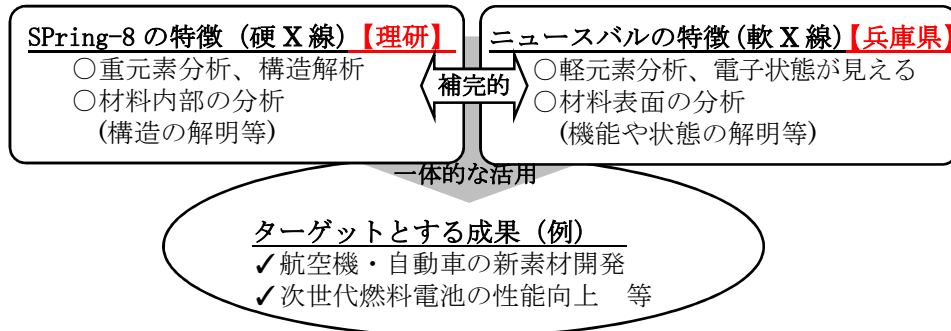 SPring-8 の特徴（硬 X 線）【理研】
○重元素分析、構造解析
○材料内部の分析
(構造の解明等)
補完的
ニュースバルの特徴(軟 X 線)【兵庫県】
○軽元素分析、電子状態が見える
○材料表面の分析
(機能や状態の解明等)
一体的な活用
ターゲットとする成果（例）
✓航空機・自動車の新素材開発
✓次世代燃料電池の性能向上　等